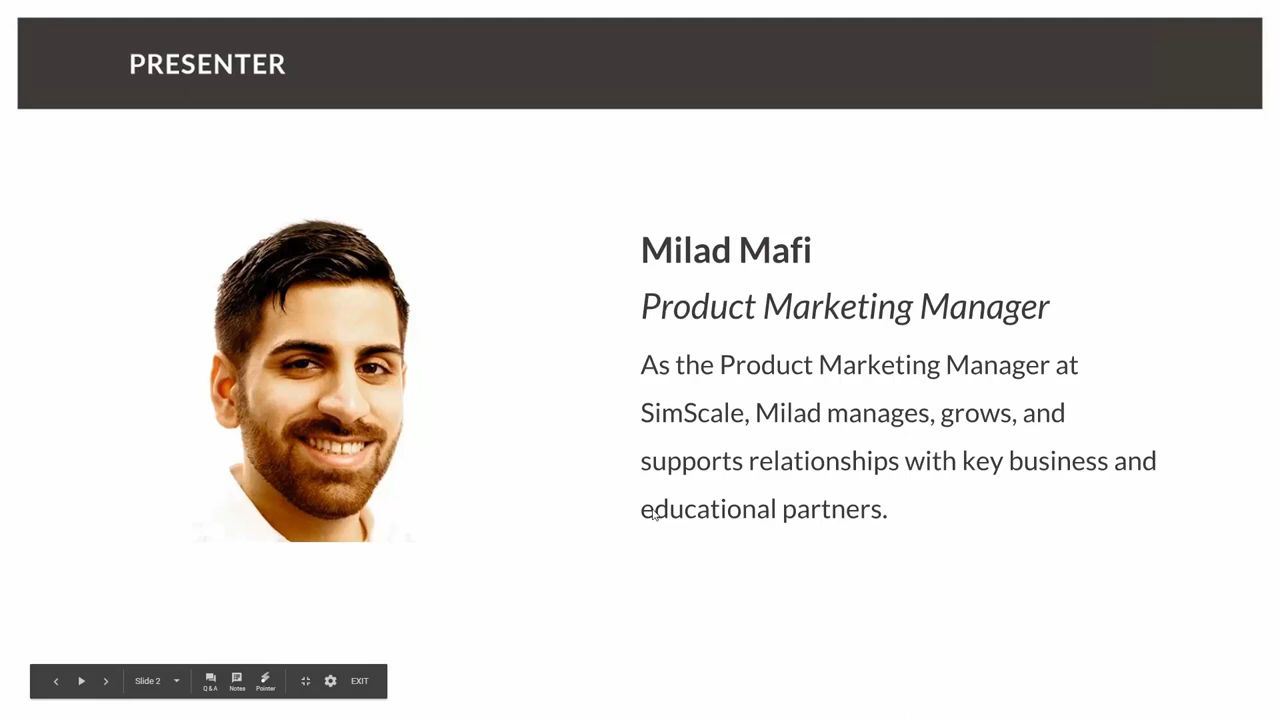 PRESENTER
Milad Mafi
Product Marketing Manager
As the Product Marketing Manager at
SimScale, Milad manages, grows, and
supports relationships with key business and
educational partners.
Slide 2
Q&A
Notes
Pointer
EXIT